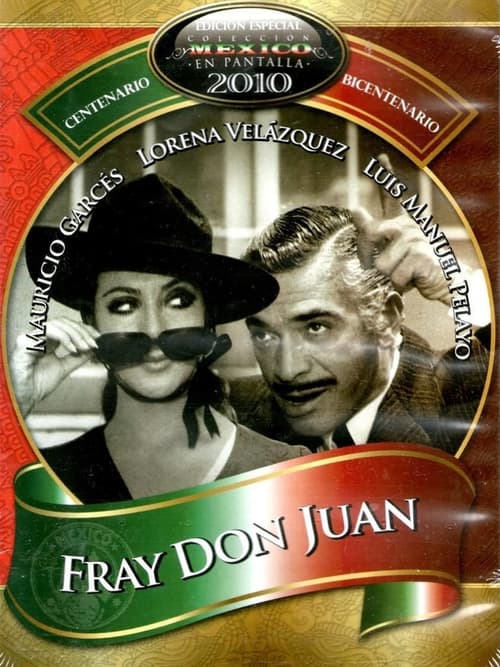 EDICIÓN ESPECIAL
COLECCIÓN
MÉXICO
EN PANTALLA
2010
CENTENARIO
BICENTENARIO
MAURICIO GARCÉS
LORENA VELÁZQUEZ
LUIS MANUEL PELAYO
FRAY DON JUAN